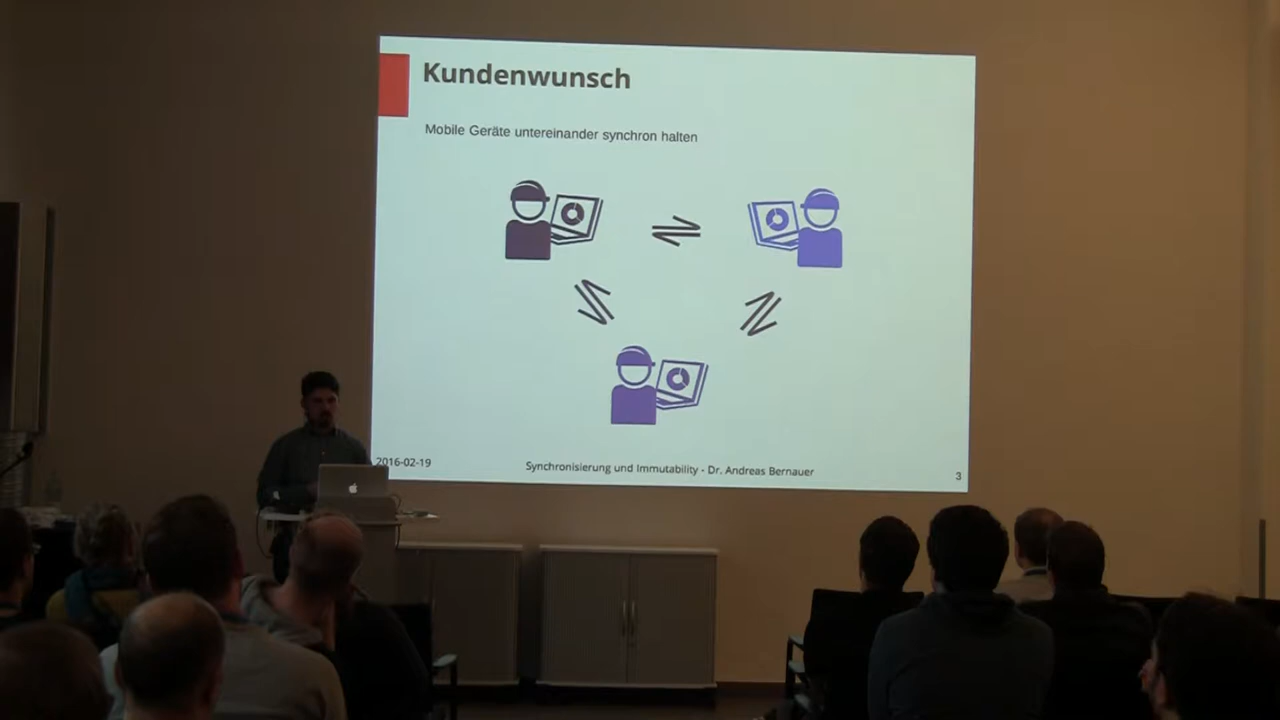 Kundenwunsch
Mobile Geräte untereinander synchron halten
2016-02-19
Synchronisierung und Immutability - Dr. Andreas Bernauer
3